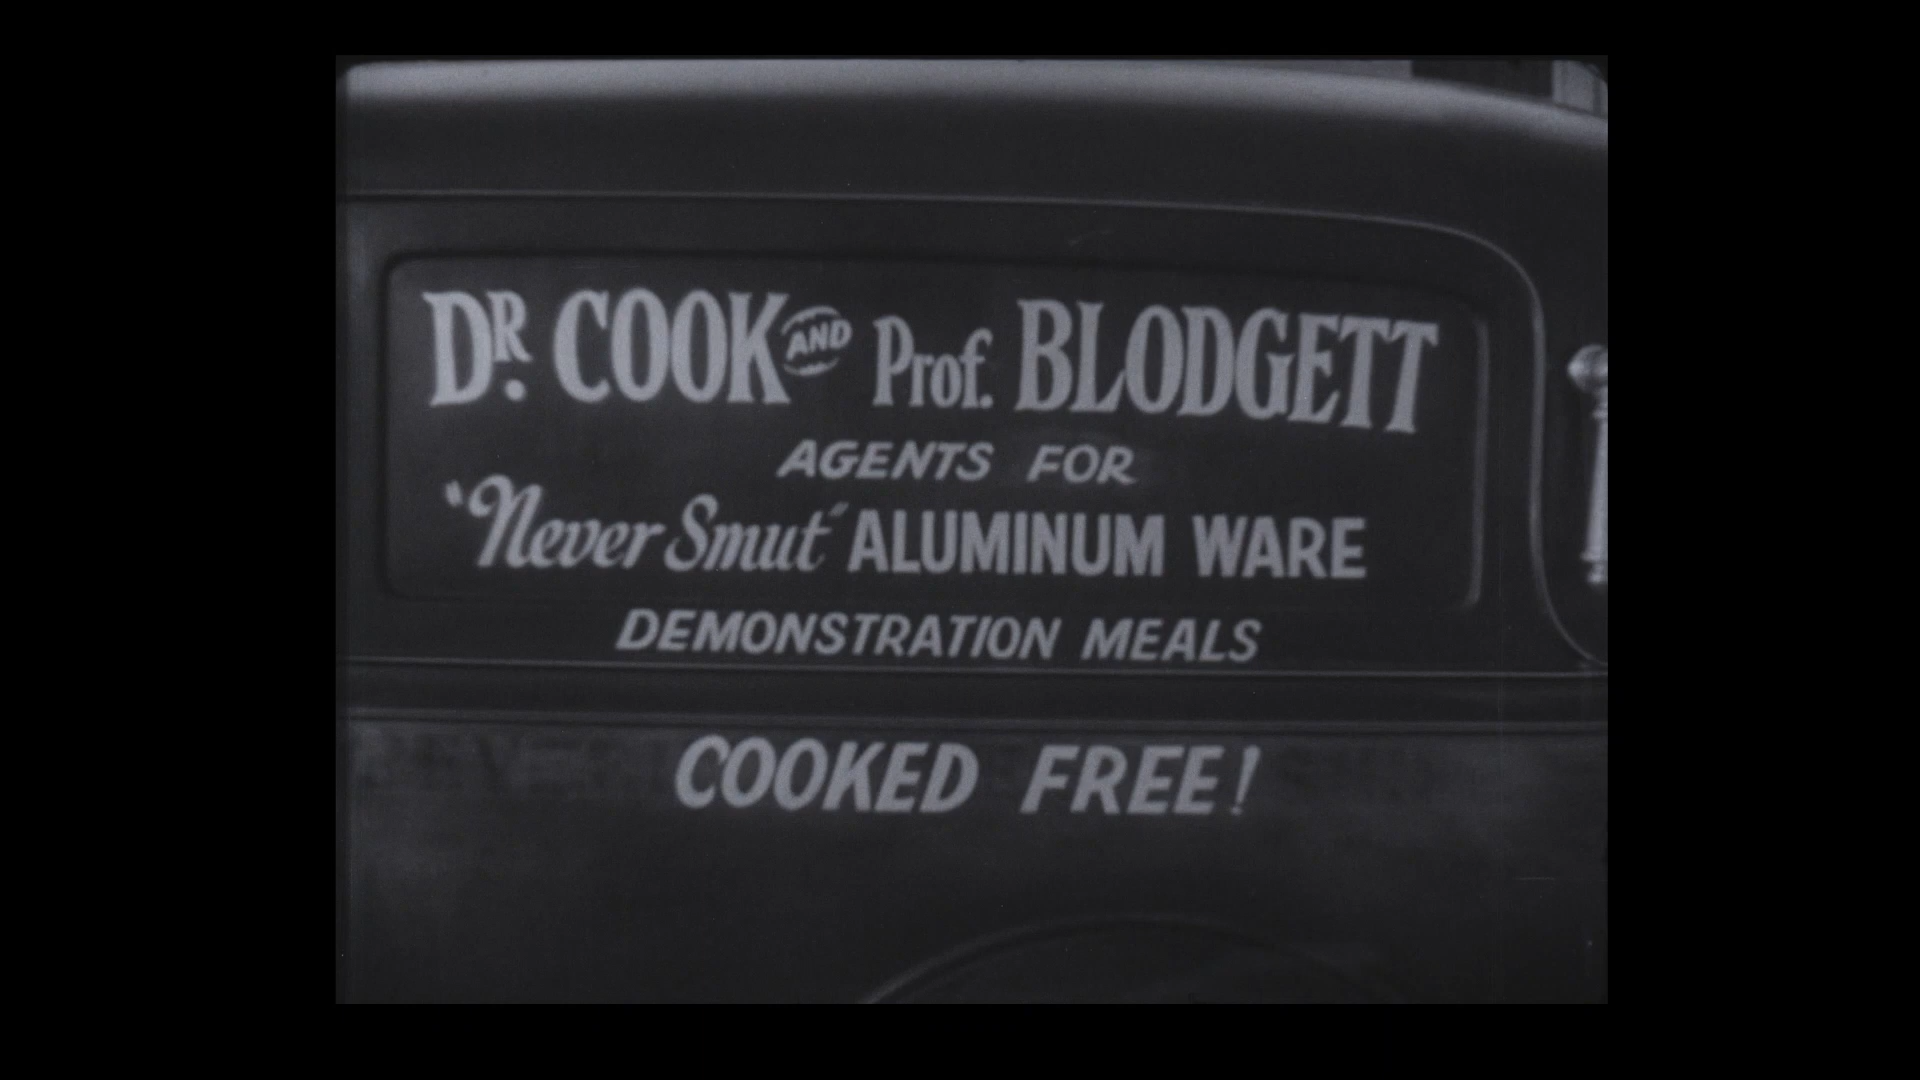 DR. COOK AND Prof. BLODGETT
AGENTS FOR
"Never Smut" ALUMINUM WARE
DEMONSTRATION MEALS
COOKED FREE!